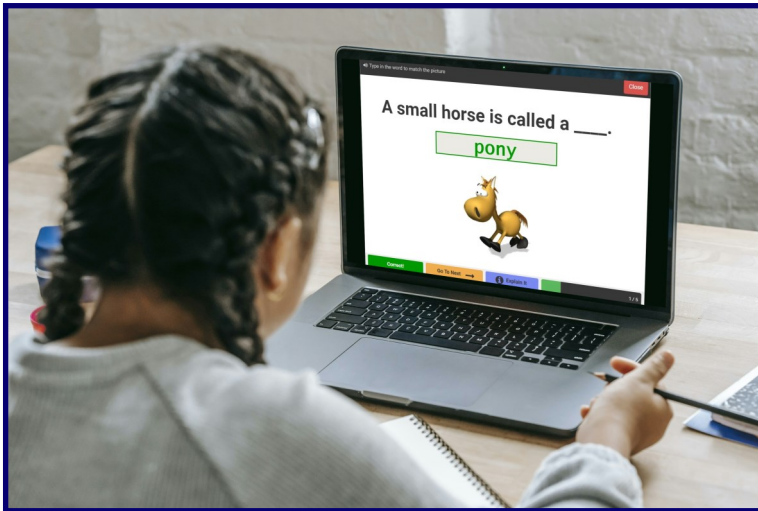 Type in the word to match the picture
Close
A small horse is called a ____.
pony
Correct!
Go To Next
Explain It
1 / 6